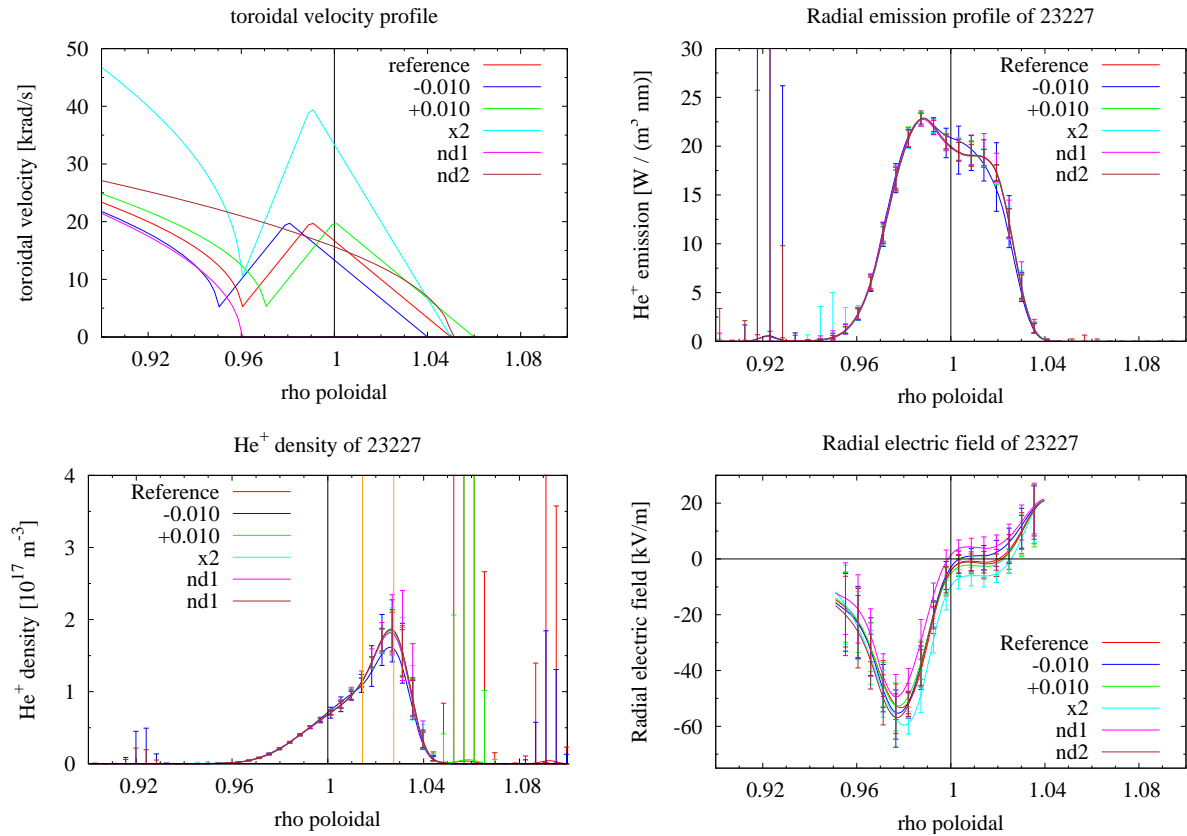 toroidal velocity profile
toroidal velocity [krad/s]
50
40
30
20
10
0
reference
-0.010
+0.010
x2
nd1
nd2
0.92
0.96
1
1.04
1.08
rho poloidal
Radial emission profile of 23227
He⁺ emission [W / (m³ nm)]
30
25
20
15
10
5
0
Reference
-0.010
+0.010
x2
nd1
nd2
0.92
0.96
1
1.04
1.08
rho poloidal
He⁺ density of 23227
He⁺ density [10¹⁷ m⁻³]
4
3
2
1
0
Reference
-0.010
+0.010
x2
nd1
nd1
0.92
0.96
1
1.04
1.08
rho poloidal
Radial electric field of 23227
Radial electric field [kV/m]
20
0
-20
-40
-60
Reference
-0.010
+0.010
x2
nd1
nd2
0.92
0.96
1
1.04
1.08
rho poloidal